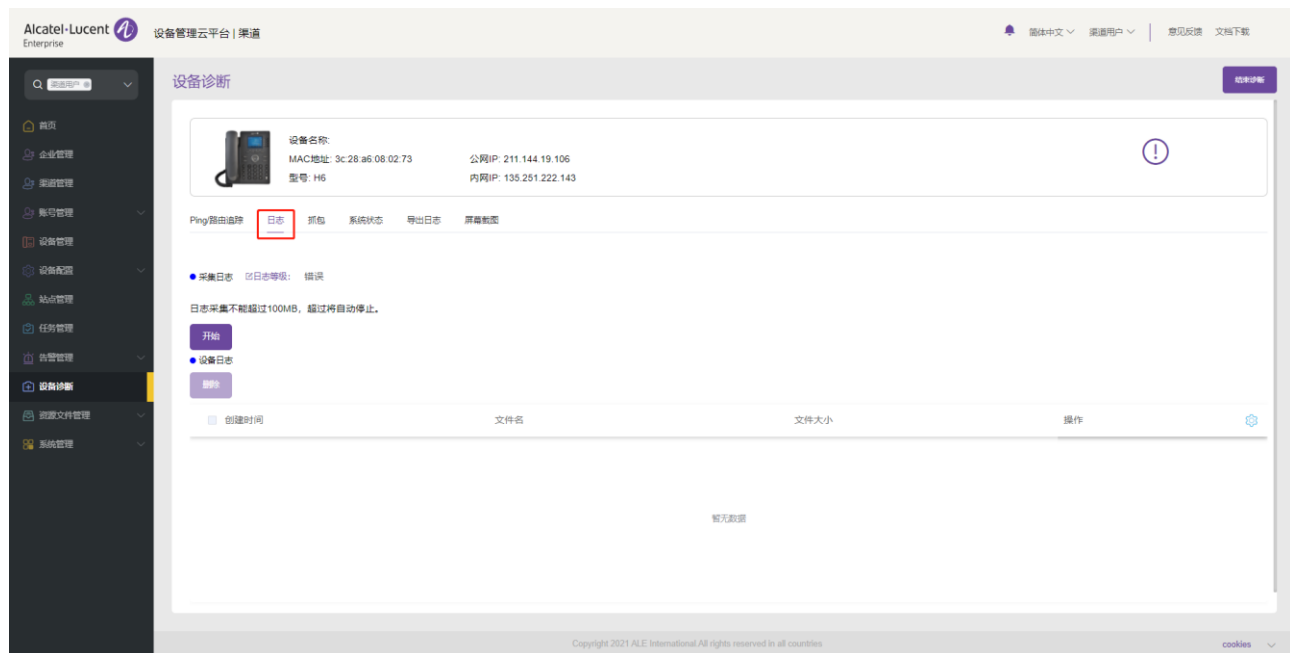 Alcatel·Lucent
Enterprise
设备管理云平台 | 渠道
简体中文 渠道用户 意见反馈 文档下载
渠道用户
首页
企业管理
渠道管理
账号管理
设备管理
设备配置
站点管理
任务管理
告警管理
设备诊断
资源文件管理
系统管理
设备诊断
结束诊断
设备名称:
MAC地址: 3c:28:a6:08:02:73 公网IP: 211.144.19.106
型号: H6 内网IP: 135.251.222.143
Ping/路由追踪 日志 抓包 系统状态 导出日志 屏幕截图
采集日志 日志等级: 错误
日志采集不能超过100MB，超过将自动停止。
开始
设备日志
删除
创建时间 文件名 文件大小 操作
暂无数据
Copyright 2021 ALE International.All rights reserved in all countries
cookies